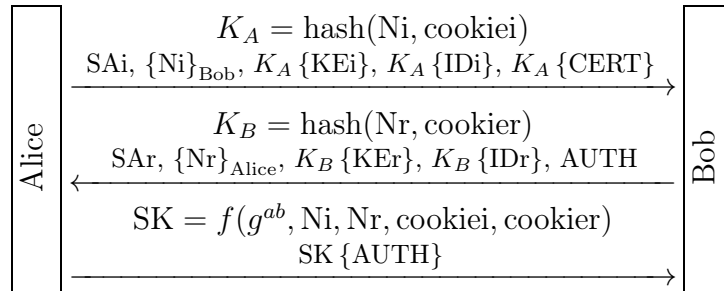 Alice
K_A = hash(Ni, cookiei)
SAi, {Ni}_Bob, K_A {KEi}, K_A {IDi}, K_A {CERT}
K_B = hash(Nr, cookier)
SAr, {Nr}_Alice, K_B {KEr}, K_B {IDr}, AUTH
SK = f(g^{ab}, Ni, Nr, cookiei, cookier)
SK {AUTH}
Bob